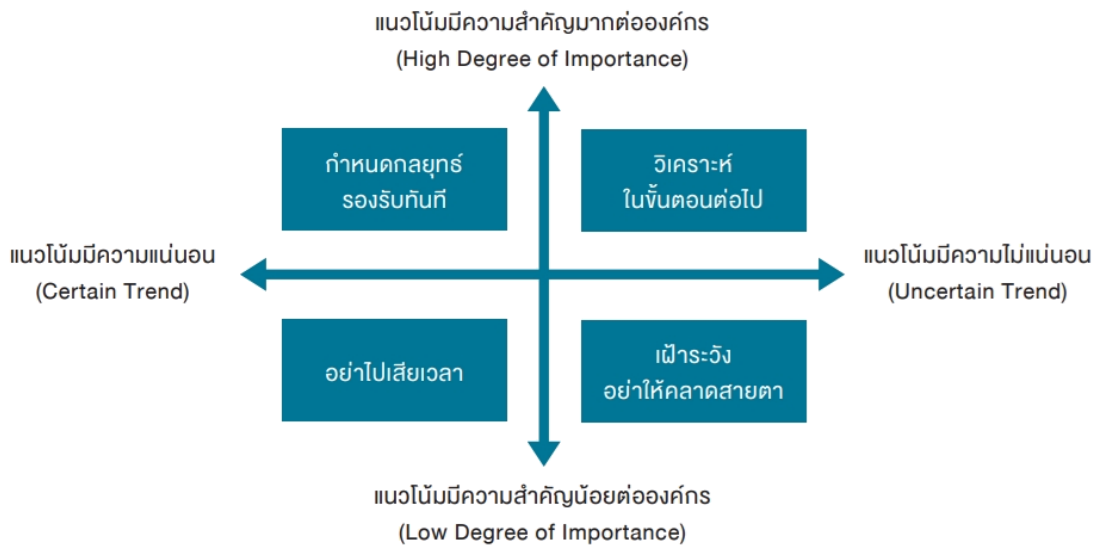 แนวโน้มมีความสำคัญมากต่อองค์กร
(High Degree of Importance)
กำหนดกลยุทธ์
รองรับทันที
วิเคราะห์
ในขั้นตอนต่อไป
แนวโน้มมีความแน่นอน
(Certain Trend)
แนวโน้มมีความไม่แน่นอน
(Uncertain Trend)
อย่าไปเสียเวลา
เฝ้าระวัง
อย่าให้คลาดสายตา
แนวโน้มมีความสำคัญน้อยต่อองค์กร
(Low Degree of Importance)